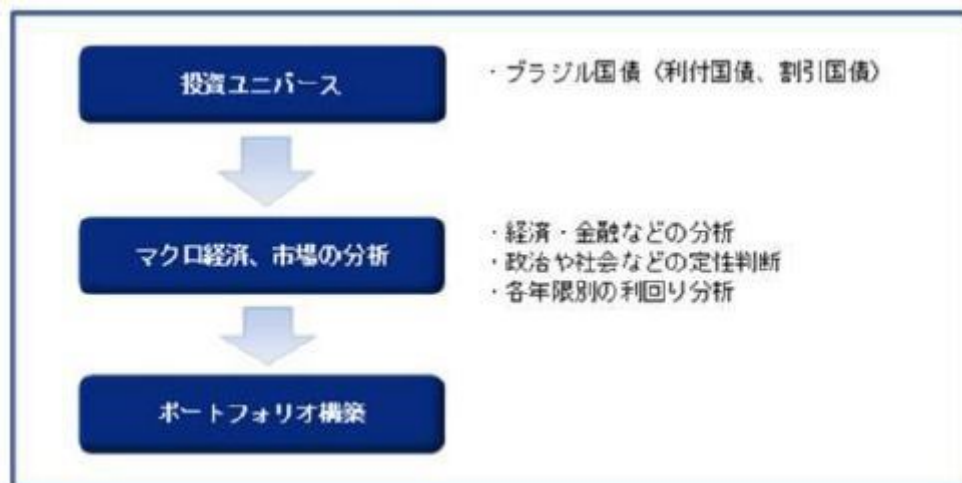 投資ユニバース
・ブラジル国債（利付国債、割引国債）
マクロ経済、市場の分析
・経済・金融などの分析
・政治や社会などの定性判断
・各年限別の利回り分析
ポートフォリオ構築